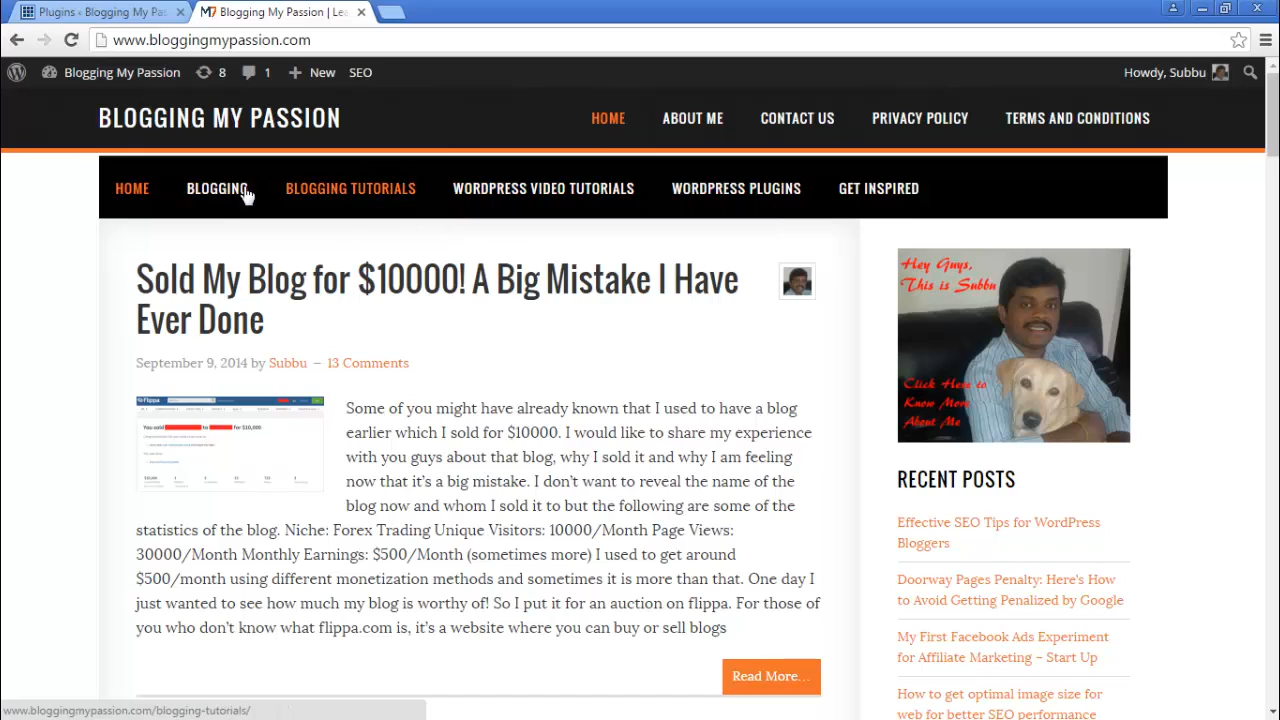 Plugins ‹ Blogging My Pas
Blogging My Passion | Lea
www.bloggingmypassion.com
Blogging My Passion 8 1 New SEO Howdy, Subbu
BLOGGING MY PASSION
HOME ABOUT ME CONTACT US PRIVACY POLICY TERMS AND CONDITIONS
HOME BLOGGING BLOGGING TUTORIALS WORDPRESS VIDEO TUTORIALS WORDPRESS PLUGINS GET INSPIRED
Sold My Blog for $10000! A Big Mistake I Have
Ever Done
September 9, 2014 by Subbu — 13 Comments
Flippa
You sold to for $10,000
Some of you might have already known that I used to have a blog
earlier which I sold for $10000. I would like to share my experience
with you guys about that blog, why I sold it and why I am feeling
now that it's a big mistake. I don't want to reveal the name of the
blog now and whom I sold it to but the following are some of the
statistics of the blog. Niche: Forex Trading Unique Visitors: 10000/Month Page Views:
30000/Month Monthly Earnings: $500/Month (sometimes more) I used to get around
$500/month using different monetization methods and sometimes it is more than that. One day I
just wanted to see how much my blog is worthy of! So I put it for an auction on flippa. For those of
you who don't know what flippa.com is, it's a website where you can buy or sell blogs
Read More…
Hey Guys,
This is Subbu
Click Here to
Know More
About Me
RECENT POSTS
Effective SEO Tips for WordPress
Bloggers
Doorway Pages Penalty: Here's How
to Avoid Getting Penalized by Google
My First Facebook Ads Experiment
for Affiliate Marketing – Start Up
How to get optimal image size for
web for better SEO performance
www.bloggingmypassion.com/blogging-tutorials/